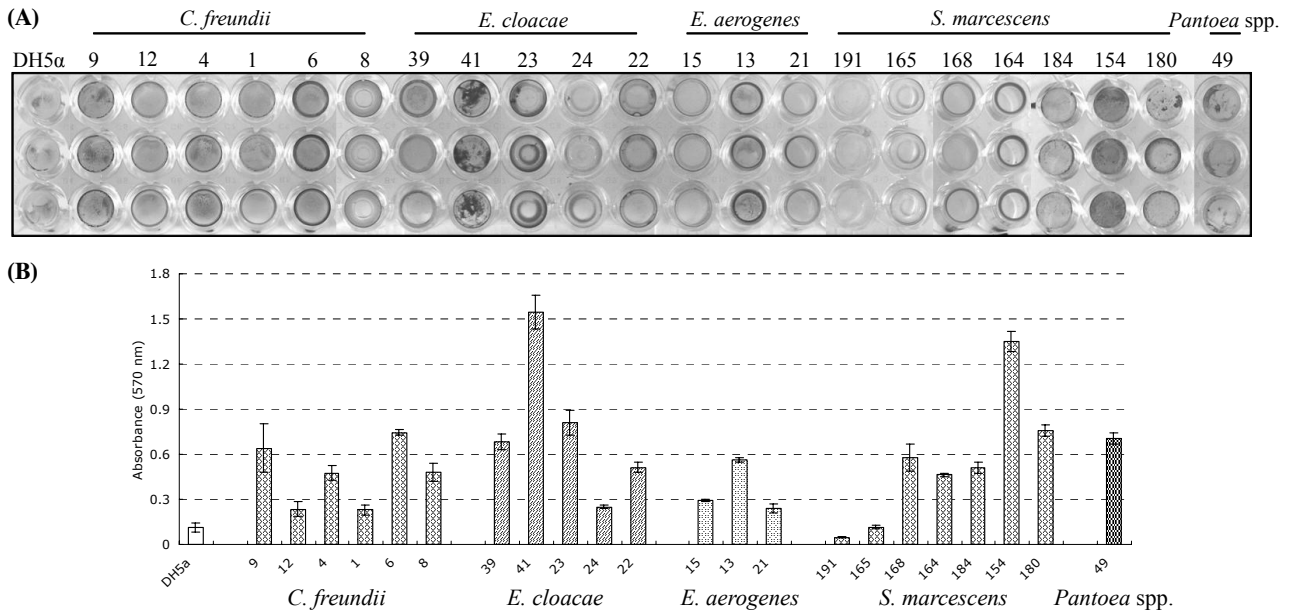 (A) C. freundii E. cloacae E. aerogenes S. marcescens Pantoea spp.
DH5α 9 12 4 1 6 8 39 41 23 24 22 15 13 21 191 165 168 164 184 154 180 49
(B)
1.8
1.5
1.2
0.9
0.6
0.3
0
Absorbance (570 nm)
DH5a 9 12 4 1 6 8 39 41 23 24 22 15 13 21 191 165 168 164 184 154 180 49
C. freundii E. cloacae E. aerogenes S. marcescens Pantoea spp.